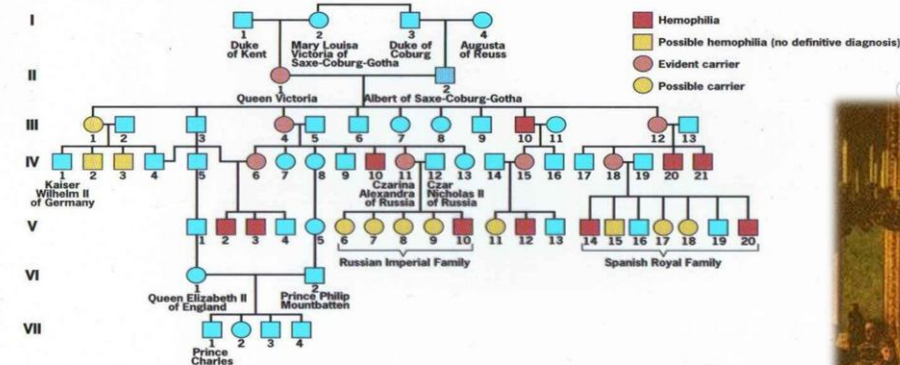 I
1 2 3 4
Duke of Kent
Mary Louisa Victoria of Saxe-Coburg-Gotha
Duke of Coburg
Augusta of Reuss
Hemophilia
Possible hemophilia (no definitive diagnosis)
Evident carrier
Possible carrier
II
1 2
Queen Victoria
Albert of Saxe-Coburg-Gotha
III
1 2 3 4 5 6 7 8 9 10 11 12 13
IV
1 2 3 4 5 6 7 8 9 10 11 12 13 14 15 16 17 18 19 20 21
Kaiser Wilhelm II of Germany
Czarina Alexandra of Russia
Czar Nicholas II of Russia
V
1 2 3 4 5 6 7 8 9 10 11 12 13 14 15 16 17 18 19 20
Russian Imperial Family
Spanish Royal Family
VI
1 2
Queen Elizabeth II of England
Prince Philip Mountbatten
VII
1 2 3 4
Prince Charles